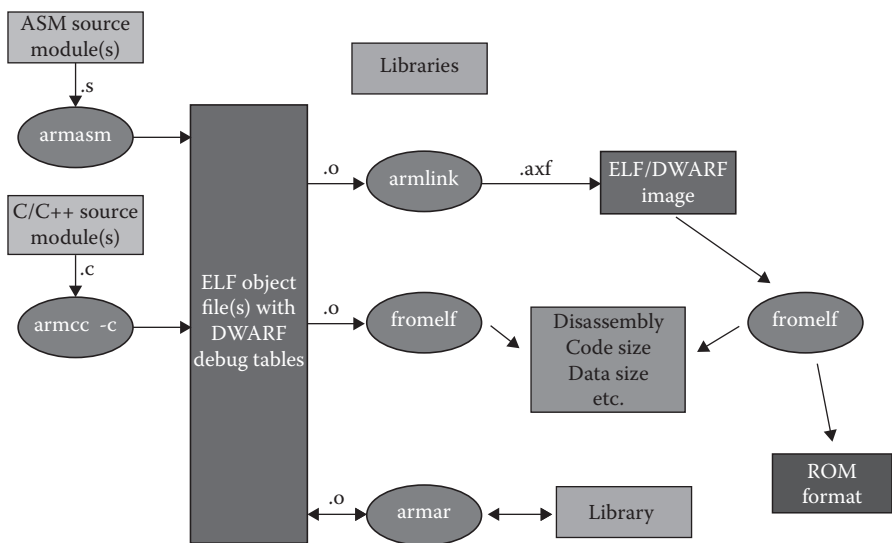 ASM source
module(s)
.s
armasm
C/C++ source
module(s)
.c
armcc -c
ELF object
file(s) with
DWARF
debug tables
Libraries
.o
armlink
.axf
ELF/DWARF
image
.o
fromelf
Disassembly
Code size
Data size
etc.
fromelf
ROM
format
.o
armar
Library